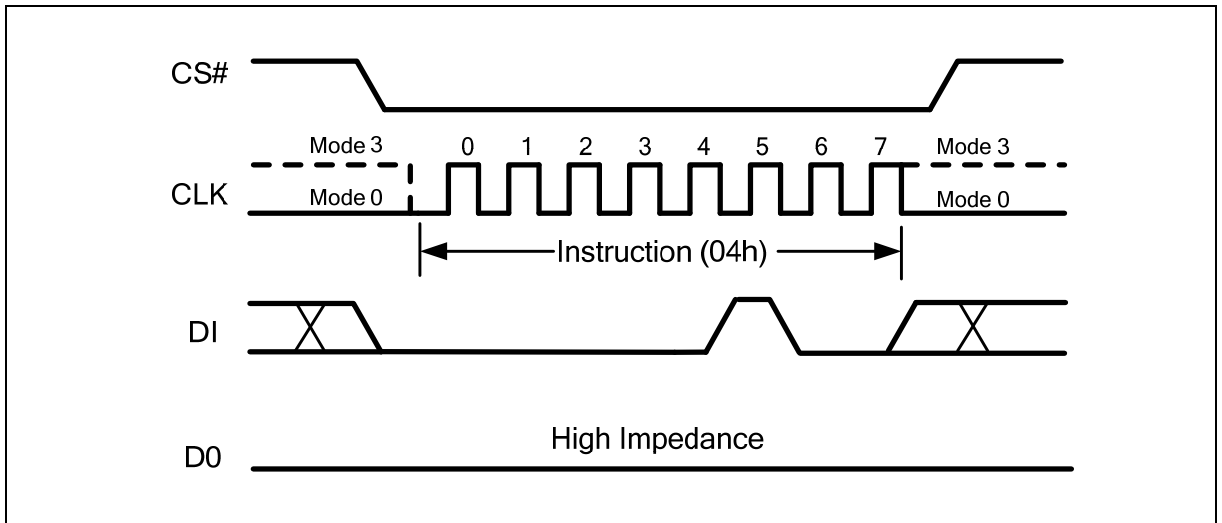 CS#
Mode 3 0 1 2 3 4 5 6 7 Mode 3
CLK
Mode 0 Mode 0
Instruction (04h)
DI
High Impedance
D0